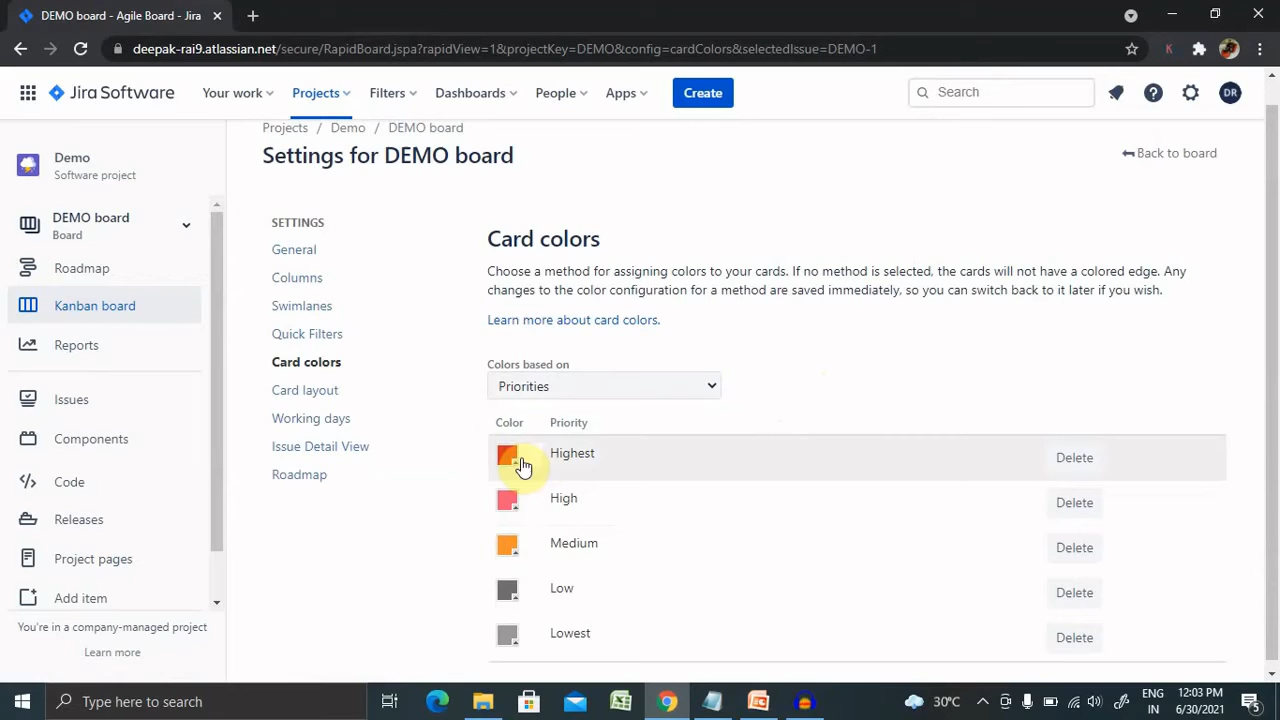 DEMO board - Agile Board - Jira
deepak-rai9.atlassian.net/secure/RapidBoard.jspa?rapidView=1&projectKey=DEMO&config=cardColors&selectedIssue=DEMO-1
Jira Software
Your work
Projects
Filters
Dashboards
People
Apps
Create
Search
DR
Projects / Demo / DEMO board
Settings for DEMO board
Back to board
Demo
Software project
DEMO board
Board
Roadmap
Kanban board
Reports
Issues
Components
Code
Releases
Project pages
Add item
You're in a company-managed project
Learn more
SETTINGS
General
Columns
Swimlanes
Quick Filters
Card colors
Card layout
Working days
Issue Detail View
Roadmap
Card colors
Choose a method for assigning colors to your cards. If no method is selected, the cards will not have a colored edge. Any
changes to the color configuration for a method are saved immediately, so you can switch back to it later if you wish.
Learn more about card colors.
Colors based on
Priorities
Color Priority
Highest Delete
High Delete
Medium Delete
Low Delete
Lowest Delete
Type here to search
30°C
ENG
IN
12:03 PM
6/30/2021
5